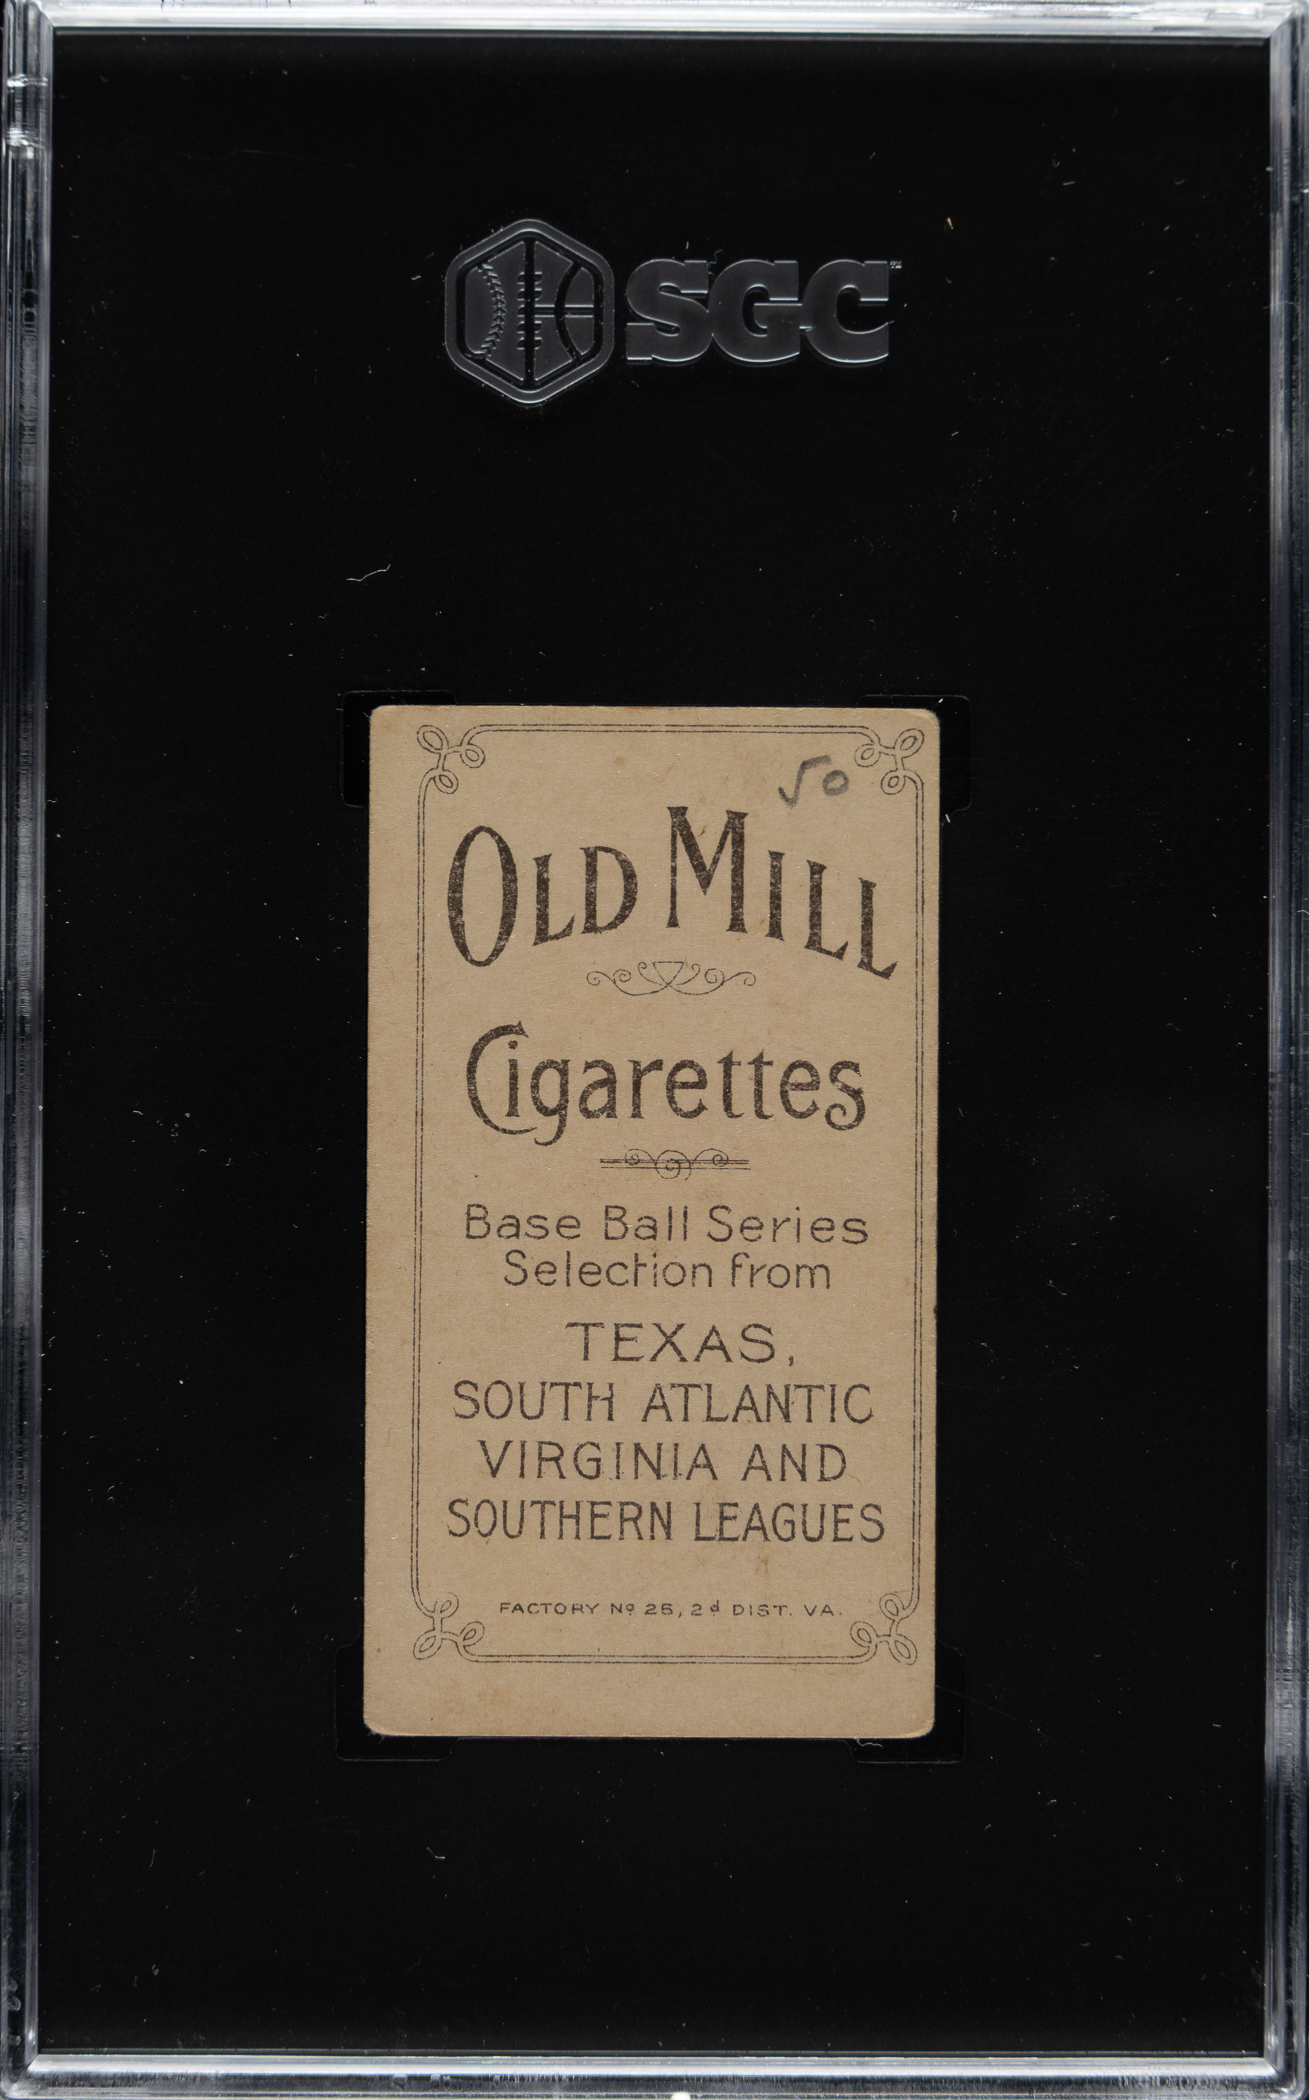 SGC™
50
OLD MILL
Cigarettes
Base Ball Series
Selection from
TEXAS,
SOUTH ATLANTIC
VIRGINIA AND
SOUTHERN LEAGUES
FACTORY Nº 25, 2d DIST. VA.